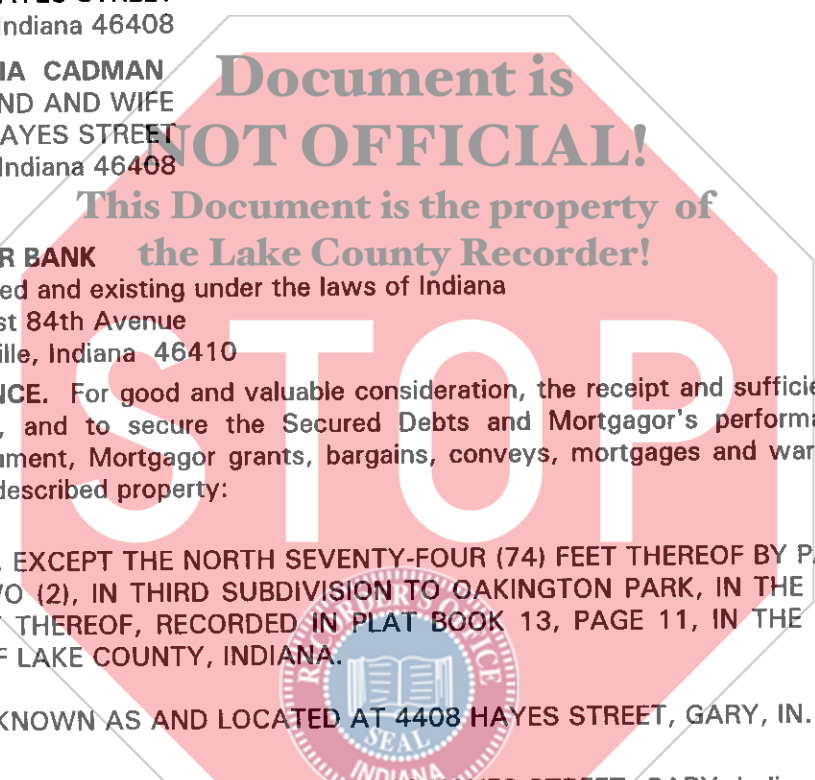 Indiana 46408
IA CADMAN
ND AND WIFE
AYES STREET
Indiana 46408
Document is
NOT OFFICIAL!
This Document is the property of
the Lake County Recorder!
R BANK
ed and existing under the laws of Indiana
st 84th Avenue
ille, Indiana 46410
NCE. For good and valuable consideration, the receipt and sufficie
, and to secure the Secured Debts and Mortgagor's performa
ument, Mortgagor grants, bargains, conveys, mortgages and war
described property:
STOP
, EXCEPT THE NORTH SEVENTY-FOUR (74) FEET THEREOF BY PA
VO (2), IN THIRD SUBDIVISION TO OAKINGTON PARK, IN THE
T THEREOF, RECORDED IN PLAT BOOK 13, PAGE 11, IN THE
F LAKE COUNTY, INDIANA.
KNOWN AS AND LOCATED AT 4408 HAYES STREET, GARY, IN.
RECORDER'S OFFICE
SEAL
INDIANA